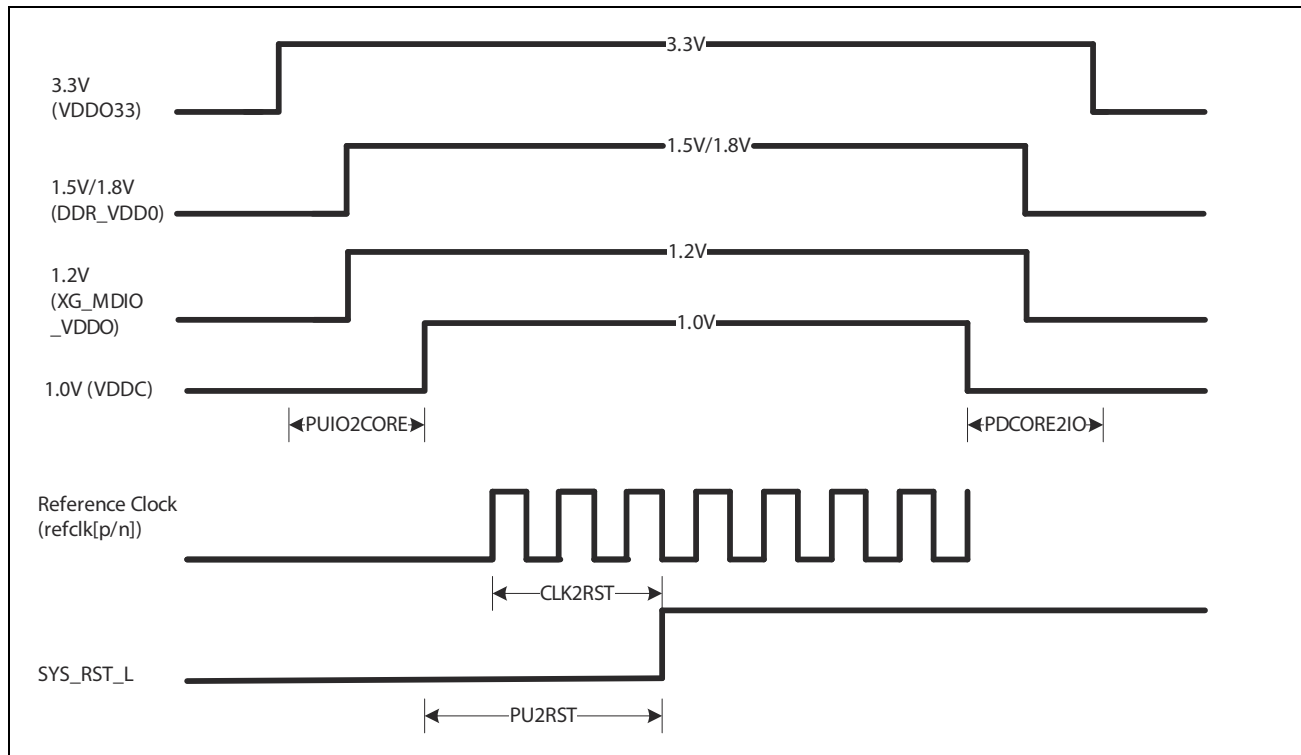 3.3V
3.3V
(VDDO33)
1.5V/1.8V
1.5V/1.8V
(DDR_VDD0)
1.2V
1.2V
(XG_MDIO
_VDDO)
1.0V
1.0V (VDDC)
PUIO2CORE
PDCORE2IO
Reference Clock
(refclk[p/n])
CLK2RST
SYS_RST_L
PU2RST